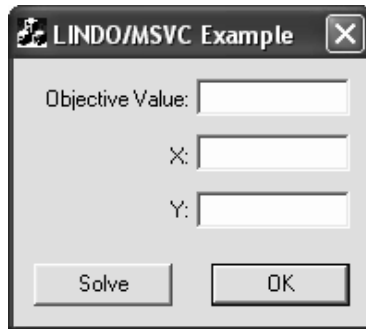 LINDO/MSVC Example
Objective Value:
X:
Y:
Solve OK